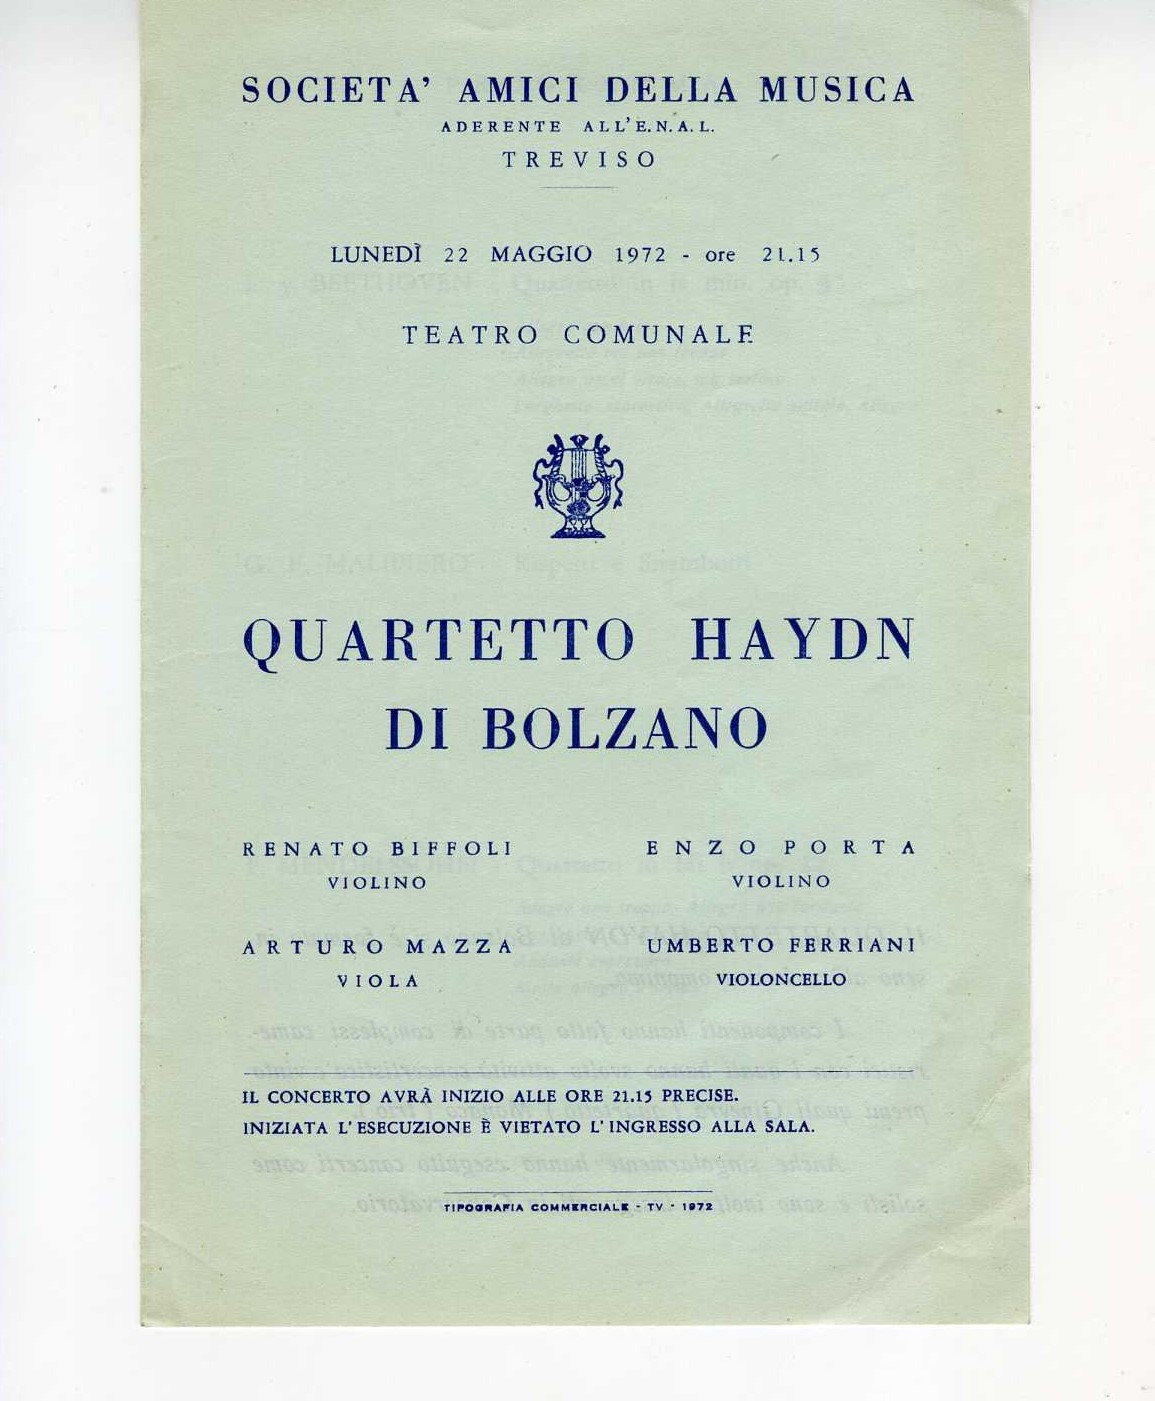 SOCIETA' AMICI DELLA MUSICA
ADERENTE ALL'E.N.A.L.
TREVISO
LUNEDÌ 22 MAGGIO 1972 - ore 21.15
TEATRO COMUNALE
QUARTETTO HAYDN
DI BOLZANO
RENATO BIFFOLI ENZO PORTA
VIOLINO VIOLINO
ARTURO MAZZA UMBERTO FERRIANI
VIOLA VIOLONCELLO
IL CONCERTO AVRÀ INIZIO ALLE ORE 21.15 PRECISE.
INIZIATA L'ESECUZIONE È VIETATO L'INGRESSO ALLA SALA.
TIPOGRAFIA COMMERCIALE - TV - 1972